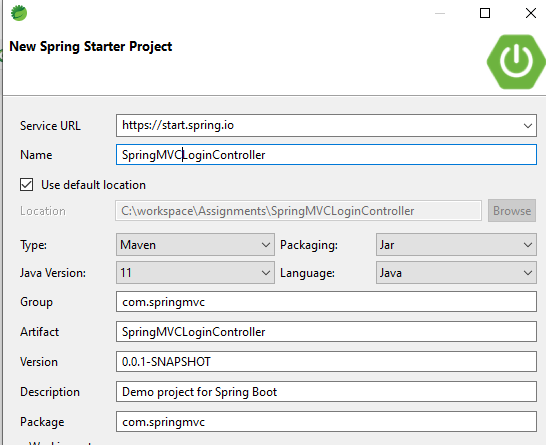 New Spring Starter Project
Service URL https://start.spring.io
Name SpringMVCLoginController
Use default location
Location C:\workspace\Assignments\SpringMVCLoginController Browse
Type: Maven Packaging: Jar
Java Version: 11 Language: Java
Group com.springmvc
Artifact SpringMVCLoginController
Version 0.0.1-SNAPSHOT
Description Demo project for Spring Boot
Package com.springmvc